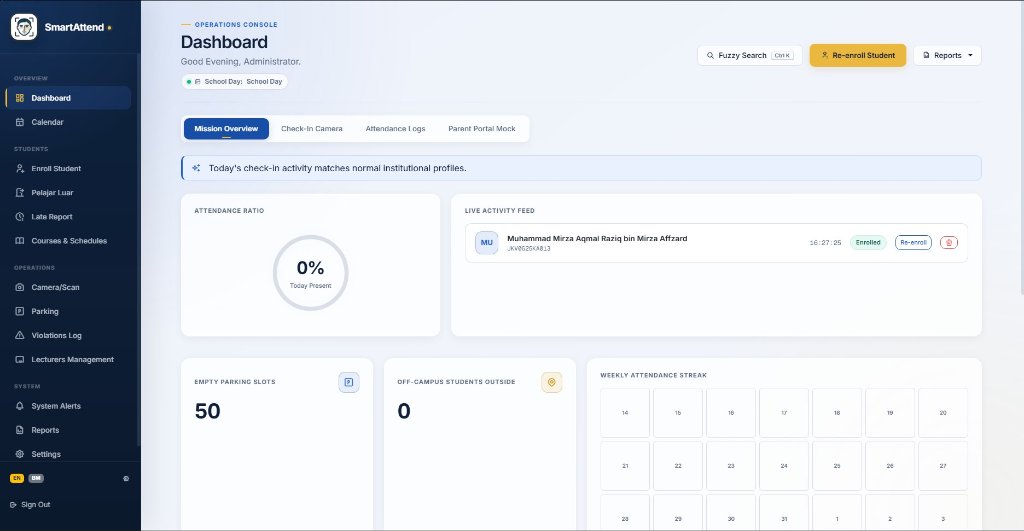 SmartAttend
OVERVIEW
Dashboard
Calendar
STUDENTS
Enroll Student
Pelajar Luar
Late Report
Courses & Schedules
OPERATIONS
Camera/Scan
Parking
Violations Log
Lecturers Management
SYSTEM
System Alerts
Reports
Settings
EN BM
Sign Out
OPERATIONS CONSOLE
Dashboard
Good Evening, Administrator.
School Day: School Day
Fuzzy Search Ctrl K
Re-enroll Student
Reports
Mission Overview Check-In Camera Attendance Logs Parent Portal Mock
Today's check-in activity matches normal institutional profiles.
ATTENDANCE RATIO
0%
Today Present
LIVE ACTIVITY FEED
MU
Muhammad Mirza Aqmal Raziq bin Mirza Affzard
16:27:25 Enrolled Re-enroll
EMPTY PARKING SLOTS
50
OFF-CAMPUS STUDENTS OUTSIDE
0
WEEKLY ATTENDANCE STREAK
14 15 16 17 18 19 20
21 22 23 24 25 26 27
28 29 30 31 1 2 3